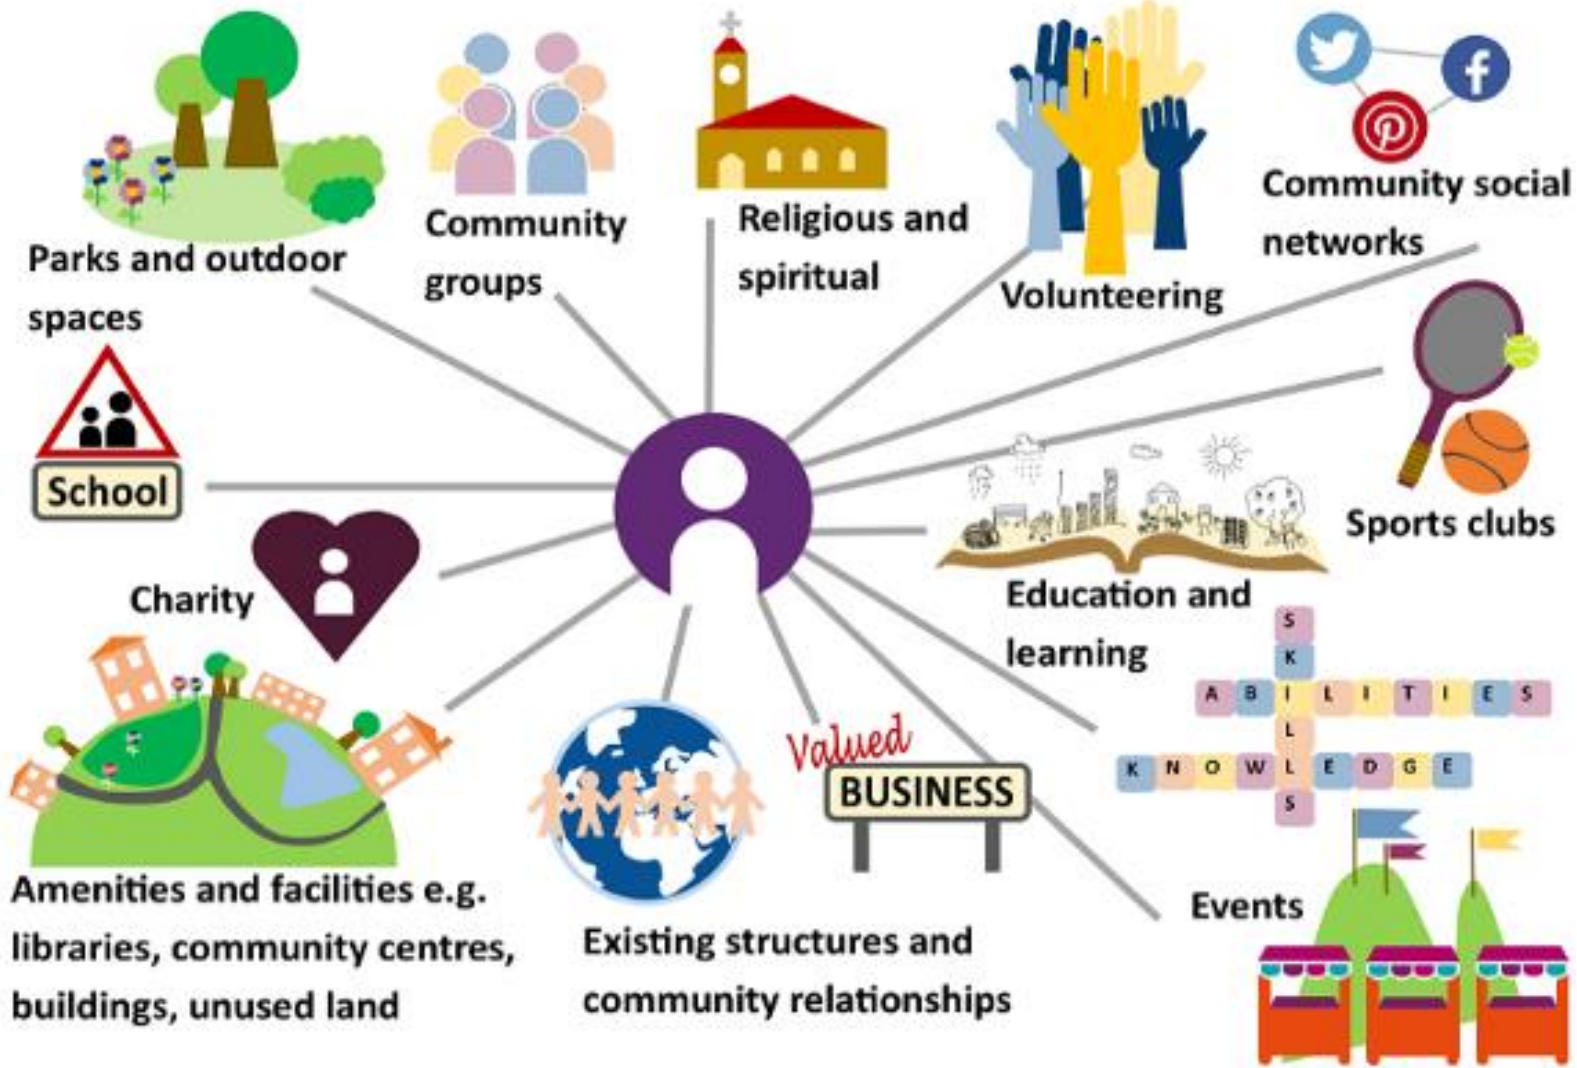 Parks and outdoor
spaces
Community
groups
Religious and
spiritual
Volunteering
Community social
networks
School
Sports clubs
Charity
Education and
learning
SKILLS
ABILITIES
KNOWLEDGE
Valued
BUSINESS
Events
Amenities and facilities e.g.
libraries, community centres,
buildings, unused land
Existing structures and
community relationships